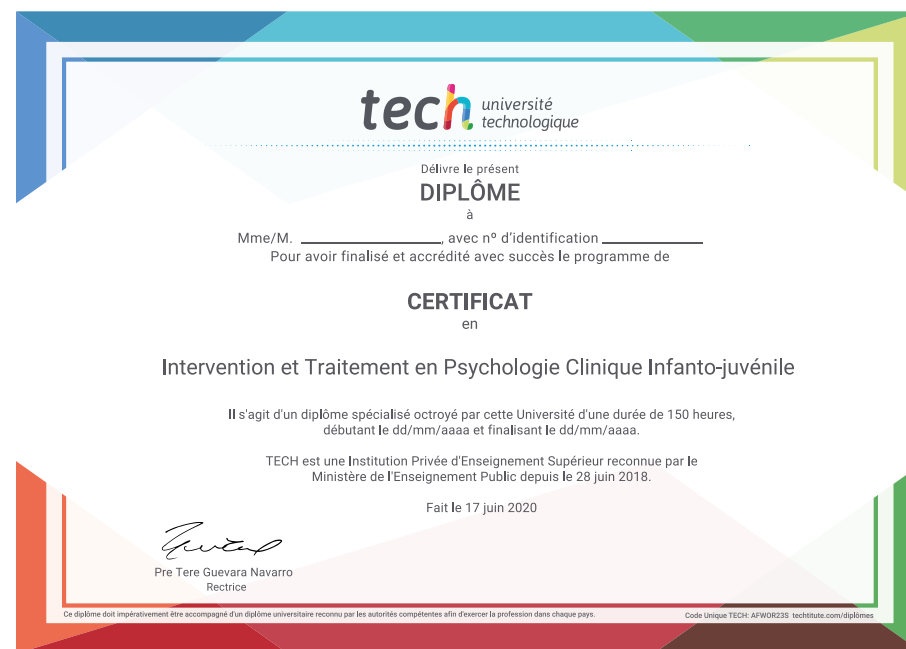 tech université
technologique
Délivre le présent
DIPLÔME
à
Mme/M. ____________________, avec nº d'identification ______________
Pour avoir finalisé et accrédité avec succès le programme de
CERTIFICAT
en
Intervention et Traitement en Psychologie Clinique Infanto-juvénile
Il s'agit d'un diplôme spécialisé octroyé par cette Université d'une durée de 150 heures,
débutant le dd/mm/aaaa et finalisant le dd/mm/aaaa.
TECH est une Institution Privée d'Enseignement Supérieur reconnue par le
Ministère de l'Enseignement Public depuis le 28 juin 2018.
Fait le 17 juin 2020
Pre Tere Guevara Navarro
Rectrice
Ce diplôme doit impérativement être accompagné d'un diplôme universitaire reconnu par les autorités compétentes afin d'exercer la profession dans chaque pays.
Code Unique TECH: AFWOR23S techtitute.com/diplômes